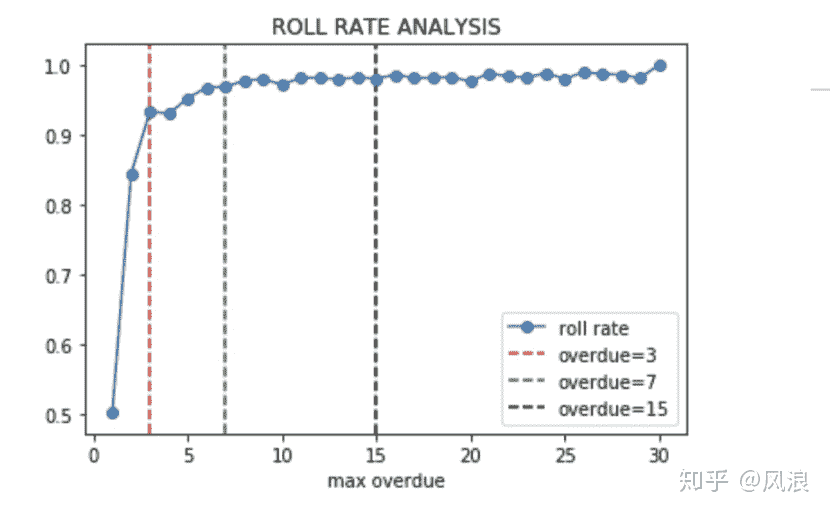 ROLL RATE ANALYSIS
1.0
0.9
0.8
0.7
0.6
0.5
roll rate
overdue=3
overdue=7
overdue=15
0 5 10 15 20 25 30
max overdue
知乎 @风浪